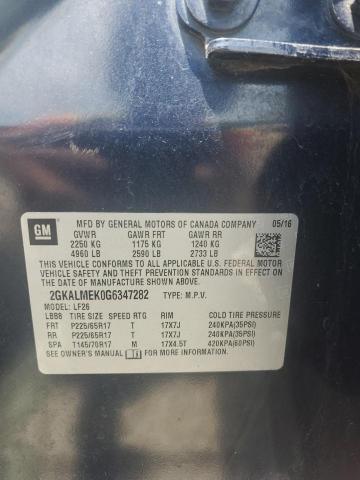 GM
MFD BY GENERAL MOTORS OF CANADA COMPANY 05/16
GVWR GAWR FRT GAWR RR
2250 KG 1175 KG 1240 KG
4960 LB 2590 LB 2733 LB
THIS VEHICLE CONFORMS TO ALL APPLICABLE U.S. FEDERAL MOTOR
VEHICLE SAFETY AND THEFT PREVENTION STANDARDS IN EFFECT ON
THE DATE OF MANUFACTURE SHOWN ABOVE.
2GKALMEK0G6347282 TYPE: M.P.V.
MODEL: LF26
LBB8 TIRE SIZE SPEED RTG RIM COLD TIRE PRESSURE
FRT P225/65R17 T 17X7J 240KPA(35PSI)
RR P225/65R17 T 17X7J 240KPA(35PSI)
SPA T145/70R17 M 17X4.5T 420KPA(60PSI)
SEE OWNER'S MANUAL FOR MORE INFORMATION.